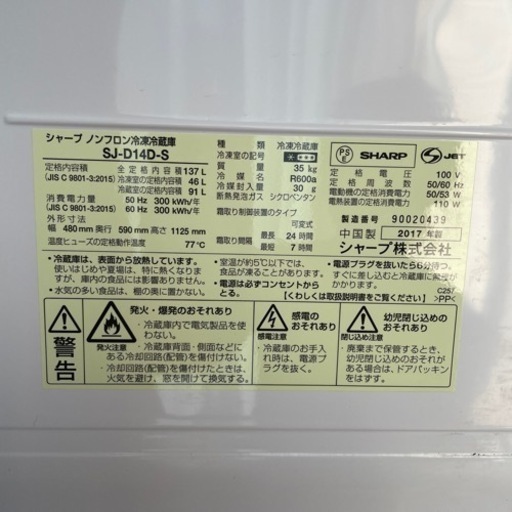 シャープ ノンフロン冷凍冷蔵庫
SJ-D14D-S
定格内容積 全定格内容積 137 L
(JIS C 9801-3:2015) 冷凍室の定格内容積 46 L
冷蔵室の定格内容積 91 L
消費電力量 50 Hz 300 kWh/年
(JIS C 9801-3:2015) 60 Hz 300 kWh/年
外形寸法
幅 480mm 奥行 590 mm 高さ 1125 mm
温度ヒューズの定格動作温度 77℃
種類 冷凍冷蔵庫
冷凍室の記号
質量 35 kg
冷媒名 R600a
冷媒封入量 30 g
断熱発泡ガス シクロペンタン
霜取り制御装置のタイプ
可変式
霜取り間隔 最大 24 時間
最短 7 時間
PS
E
SHARP
S JET
定格電圧 100 V
定格周波数 50/60 Hz
電動機の定格消費電力 50/53 W
電熱装置の定格消費電力 110 W
製造番号 90020439
中国製 2017 年製
シャープ株式会社
・冷蔵庫は、表面から放熱しています。
使いはじめや夏場は、特に熱くなりますが、庫内の食品には影響ありません。
・水気の多い食品は、棚の奥に置かない。
・室温が約5℃以下では、食品が凍ることがあります。
・電源は必ずコンセントからとる。
・電源プラグを抜いたら6分待つ。
すぐに差し込むと冷蔵庫に負担がかかります。
【くわしくは取扱説明書をご覧ください】
C257
>PP<
警告
発火注意
発火・爆発のおそれあり
・冷蔵庫内で電気製品を使わない。
・冷蔵庫背面・側面などにある冷却回路(配管)を傷付けない。
・冷却回路(配管)を傷付けたときは、火気を避け、窓を開けて換気する。
感電注意
感電のおそれあり
・冷蔵庫のお手入れ時は、電源プラグを抜く。
閉じ込め注意
幼児閉じ込めのおそれあり
・廃棄まで保管するとき、幼児閉じ込めが懸念される場合は、ドアパッキンをはずす。